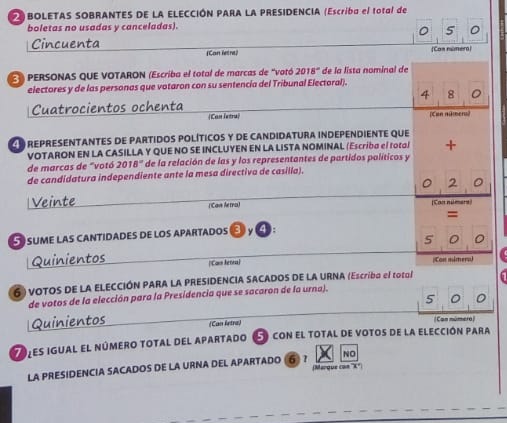 2 BOLETAS SOBRANTES DE LA ELECCIÓN PARA LA PRESIDENCIA (Escriba el total de
boletas no usadas y canceladas).
Cincuenta 0 5 0
(Con letra) (Con número)
3 PERSONAS QUE VOTARON (Escriba el total de marcas de "votó 2018" de la lista nominal de
electores y de las personas que votaron con su sentencia del Tribunal Electoral).
Cuatrocientos ochenta 4 8 0
(Con letra) (Con número)
4 REPRESENTANTES DE PARTIDOS POLÍTICOS Y DE CANDIDATURA INDEPENDIENTE QUE
VOTARON EN LA CASILLA Y QUE NO SE INCLUYEN EN LA LISTA NOMINAL (Escriba el total +
de marcas de "votó 2018" de la relación de las y los representantes de partidos políticos y
de candidatura independiente ante la mesa directiva de casilla).
Veinte 0 2 0
(Con letra) (Con número)
=
5 SUME LAS CANTIDADES DE LOS APARTADOS 3 y 4 :
Quinientos 5 0 0
(Con letra) (Con número)
6 VOTOS DE LA ELECCIÓN PARA LA PRESIDENCIA SACADOS DE LA URNA (Escriba el total
de votos de la elección para la Presidencia que se sacaron de la urna).
Quinientos 5 0 0
(Con letra) (Con número)
7 ¿ES IGUAL EL NÚMERO TOTAL DEL APARTADO 5 CON EL TOTAL DE VOTOS DE LA ELECCIÓN PARA
LA PRESIDENCIA SACADOS DE LA URNA DEL APARTADO 6 ? X NO
(Marque con "X")